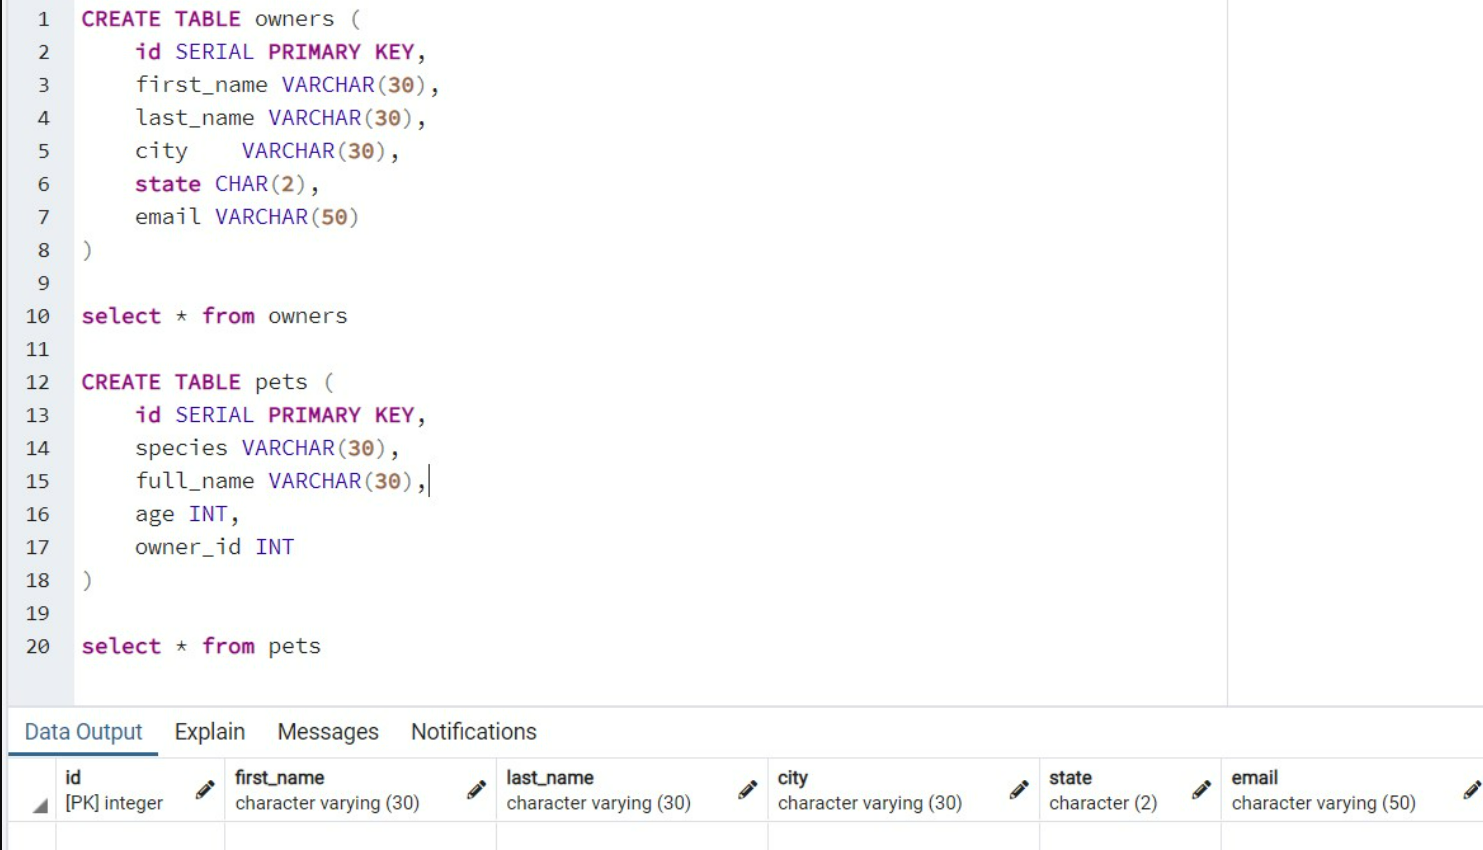 1 CREATE TABLE owners (
2 id SERIAL PRIMARY KEY,
3 first_name VARCHAR(30),
4 last_name VARCHAR(30),
5 city    VARCHAR(30),
6 state CHAR(2),
7 email VARCHAR(50)
8 )
9
10 select * from owners
11
12 CREATE TABLE pets (
13 id SERIAL PRIMARY KEY,
14 species VARCHAR(30),
15 full_name VARCHAR(30),
16 age INT,
17 owner_id INT
18 )
19
20 select * from pets
Data Output Explain Messages Notifications
id first_name last_name city state email
[PK] integer character varying (30) character varying (30) character varying (30) character (2) character varying (50)